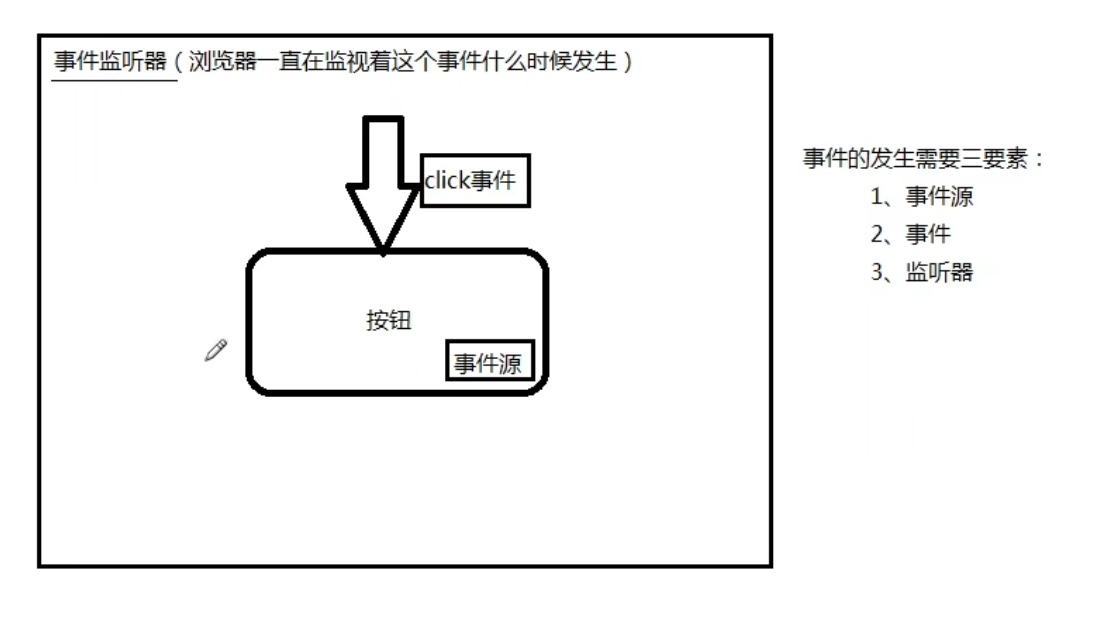 事件监听器（浏览器一直在监视着这个事件什么时候发生）
click事件
按钮
事件源
事件的发生需要三要素：
1、事件源
2、事件
3、监听器